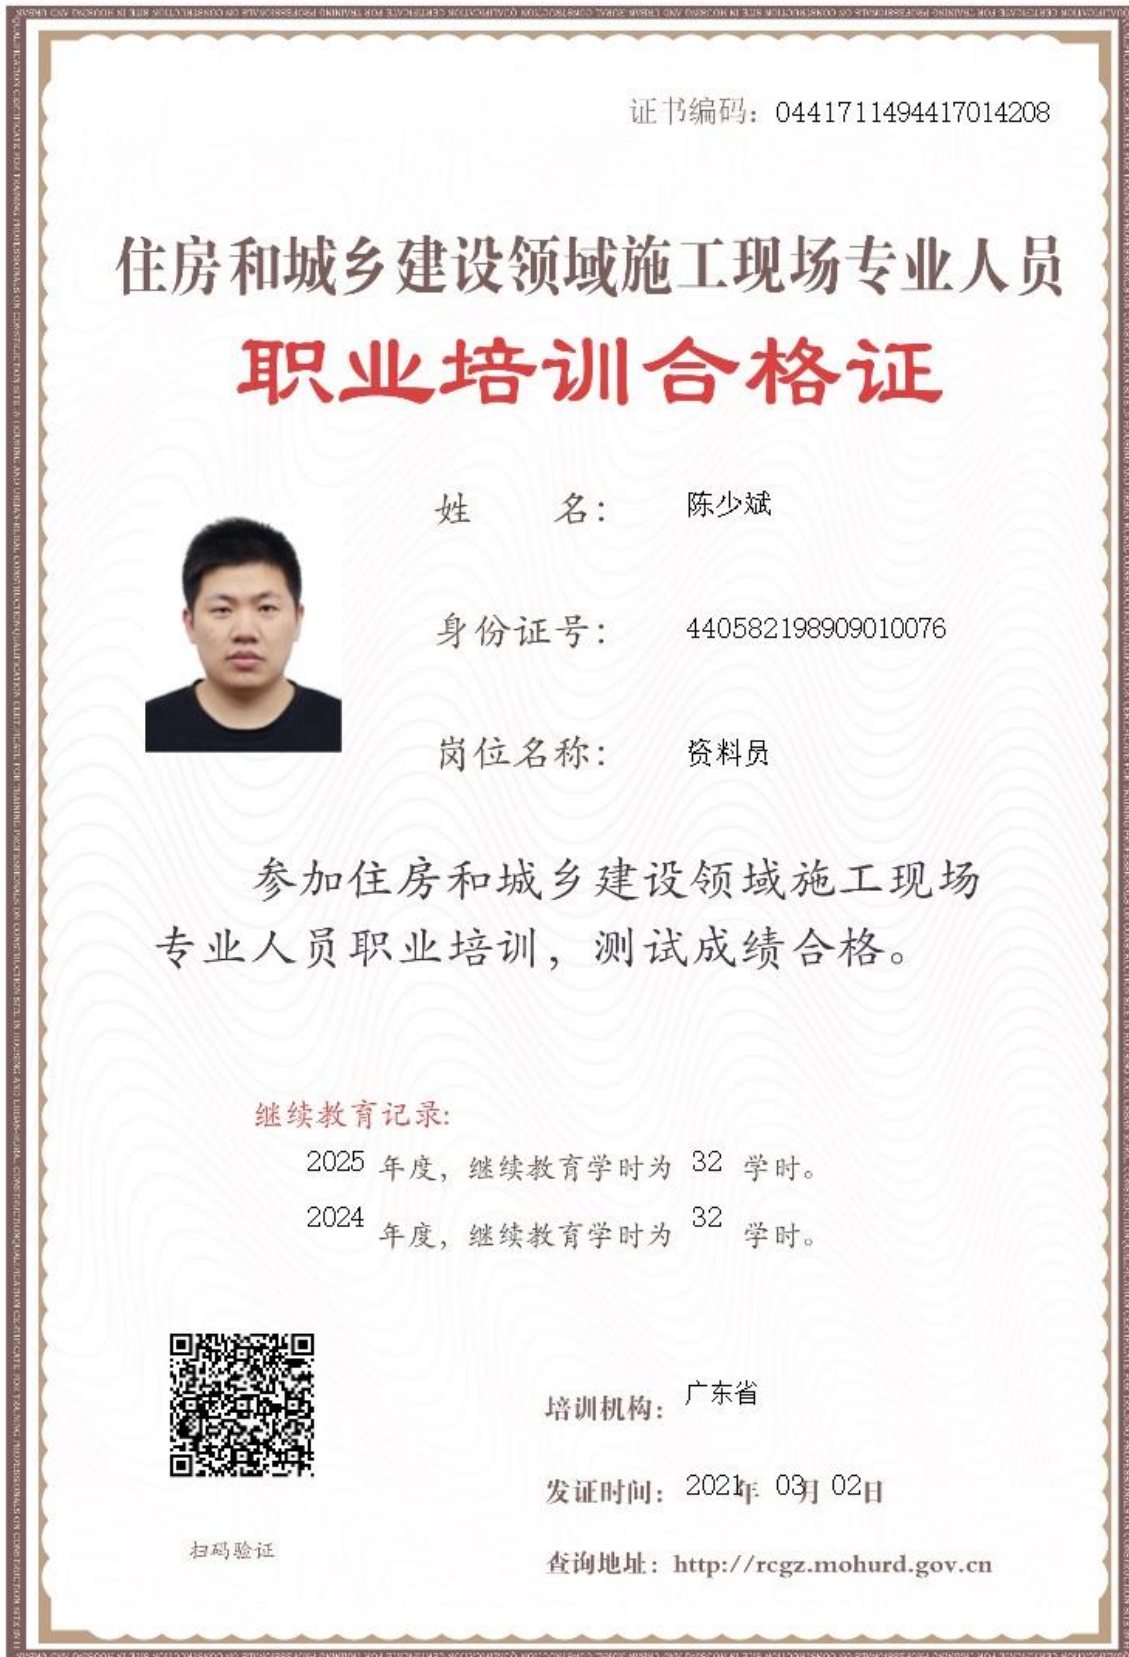 证书编码：0441711494417014208
住房和城乡建设领域施工现场专业人员
职业培训合格证
姓 名： 陈少斌
身份证号： 440582198909010076
岗位名称： 资料员
参加住房和城乡建设领域施工现场
专业人员职业培训，测试成绩合格。
继续教育记录:
2025 年度，继续教育学时为 32 学时。
2024 年度，继续教育学时为 32 学时。
培训机构： 广东省
发证时间： 2021年 03月 02日
扫码验证
查询地址：http://rcgz.mohurd.gov.cn